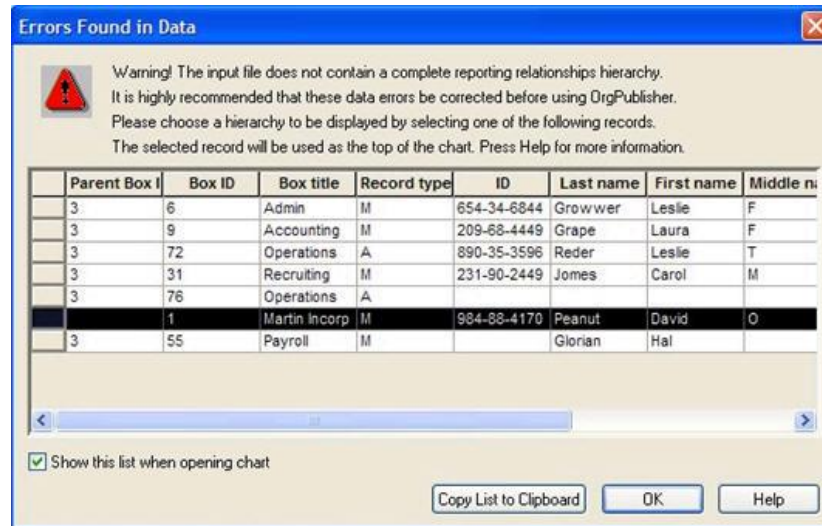 Errors Found in Data
Warning! The input file does not contain a complete reporting relationships hierarchy.
It is highly recommended that these data errors be corrected before using OrgPublisher.
Please choose a hierarchy to be displayed by selecting one of the following records.
The selected record will be used as the top of the chart. Press Help for more information.
Parent Box I Box ID Box title Record type ID Last name First name Middle na
3 6 Admin M 654-34-6844 Growwer Leslie F
3 9 Accounting M 209-68-4449 Grape Laura F
3 72 Operations A 890-35-3596 Reder Leslie T
3 31 Recruiting M 231-90-2449 Jomes Carol M
3 76 Operations A
1 Martin Incorp M 984-88-4170 Peanut David O
3 55 Payroll M Glorian Hal
Show this list when opening chart
Copy List to Clipboard OK Help